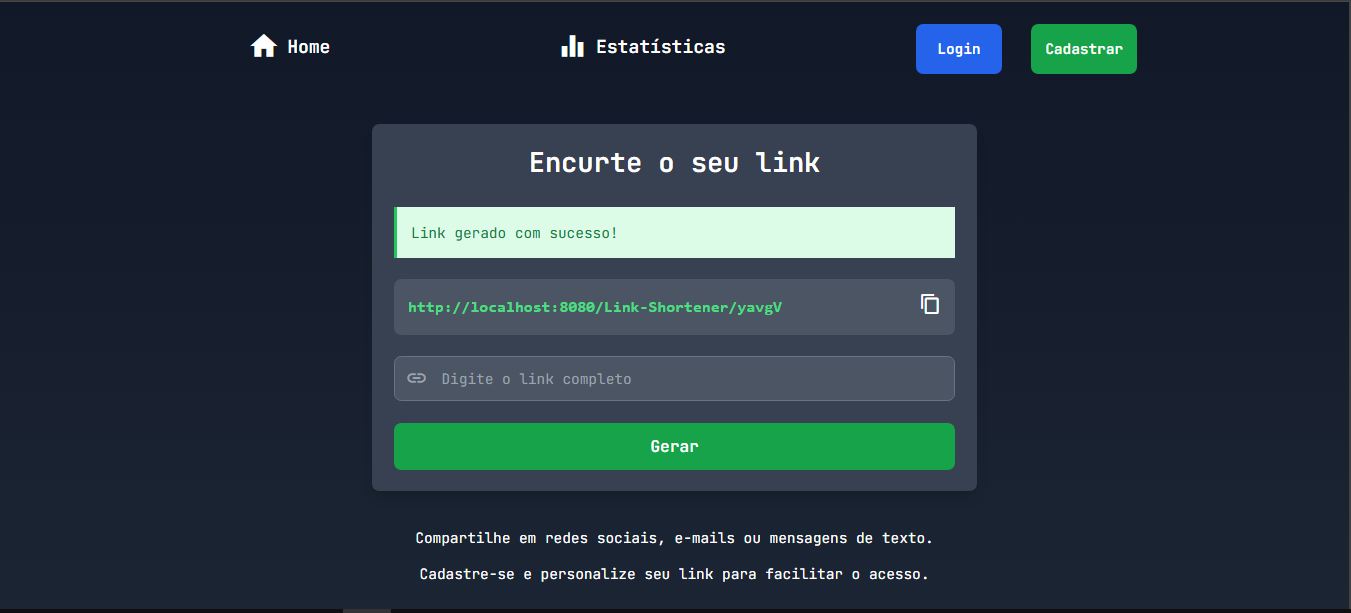 Home
Estatísticas
Login
Cadastrar
Encurte o seu link
Link gerado com sucesso!
http://localhost:8080/Link-Shortener/yavgV
Digite o link completo
Gerar
Compartilhe em redes sociais, e-mails ou mensagens de texto.
Cadastre-se e personalize seu link para facilitar o acesso.